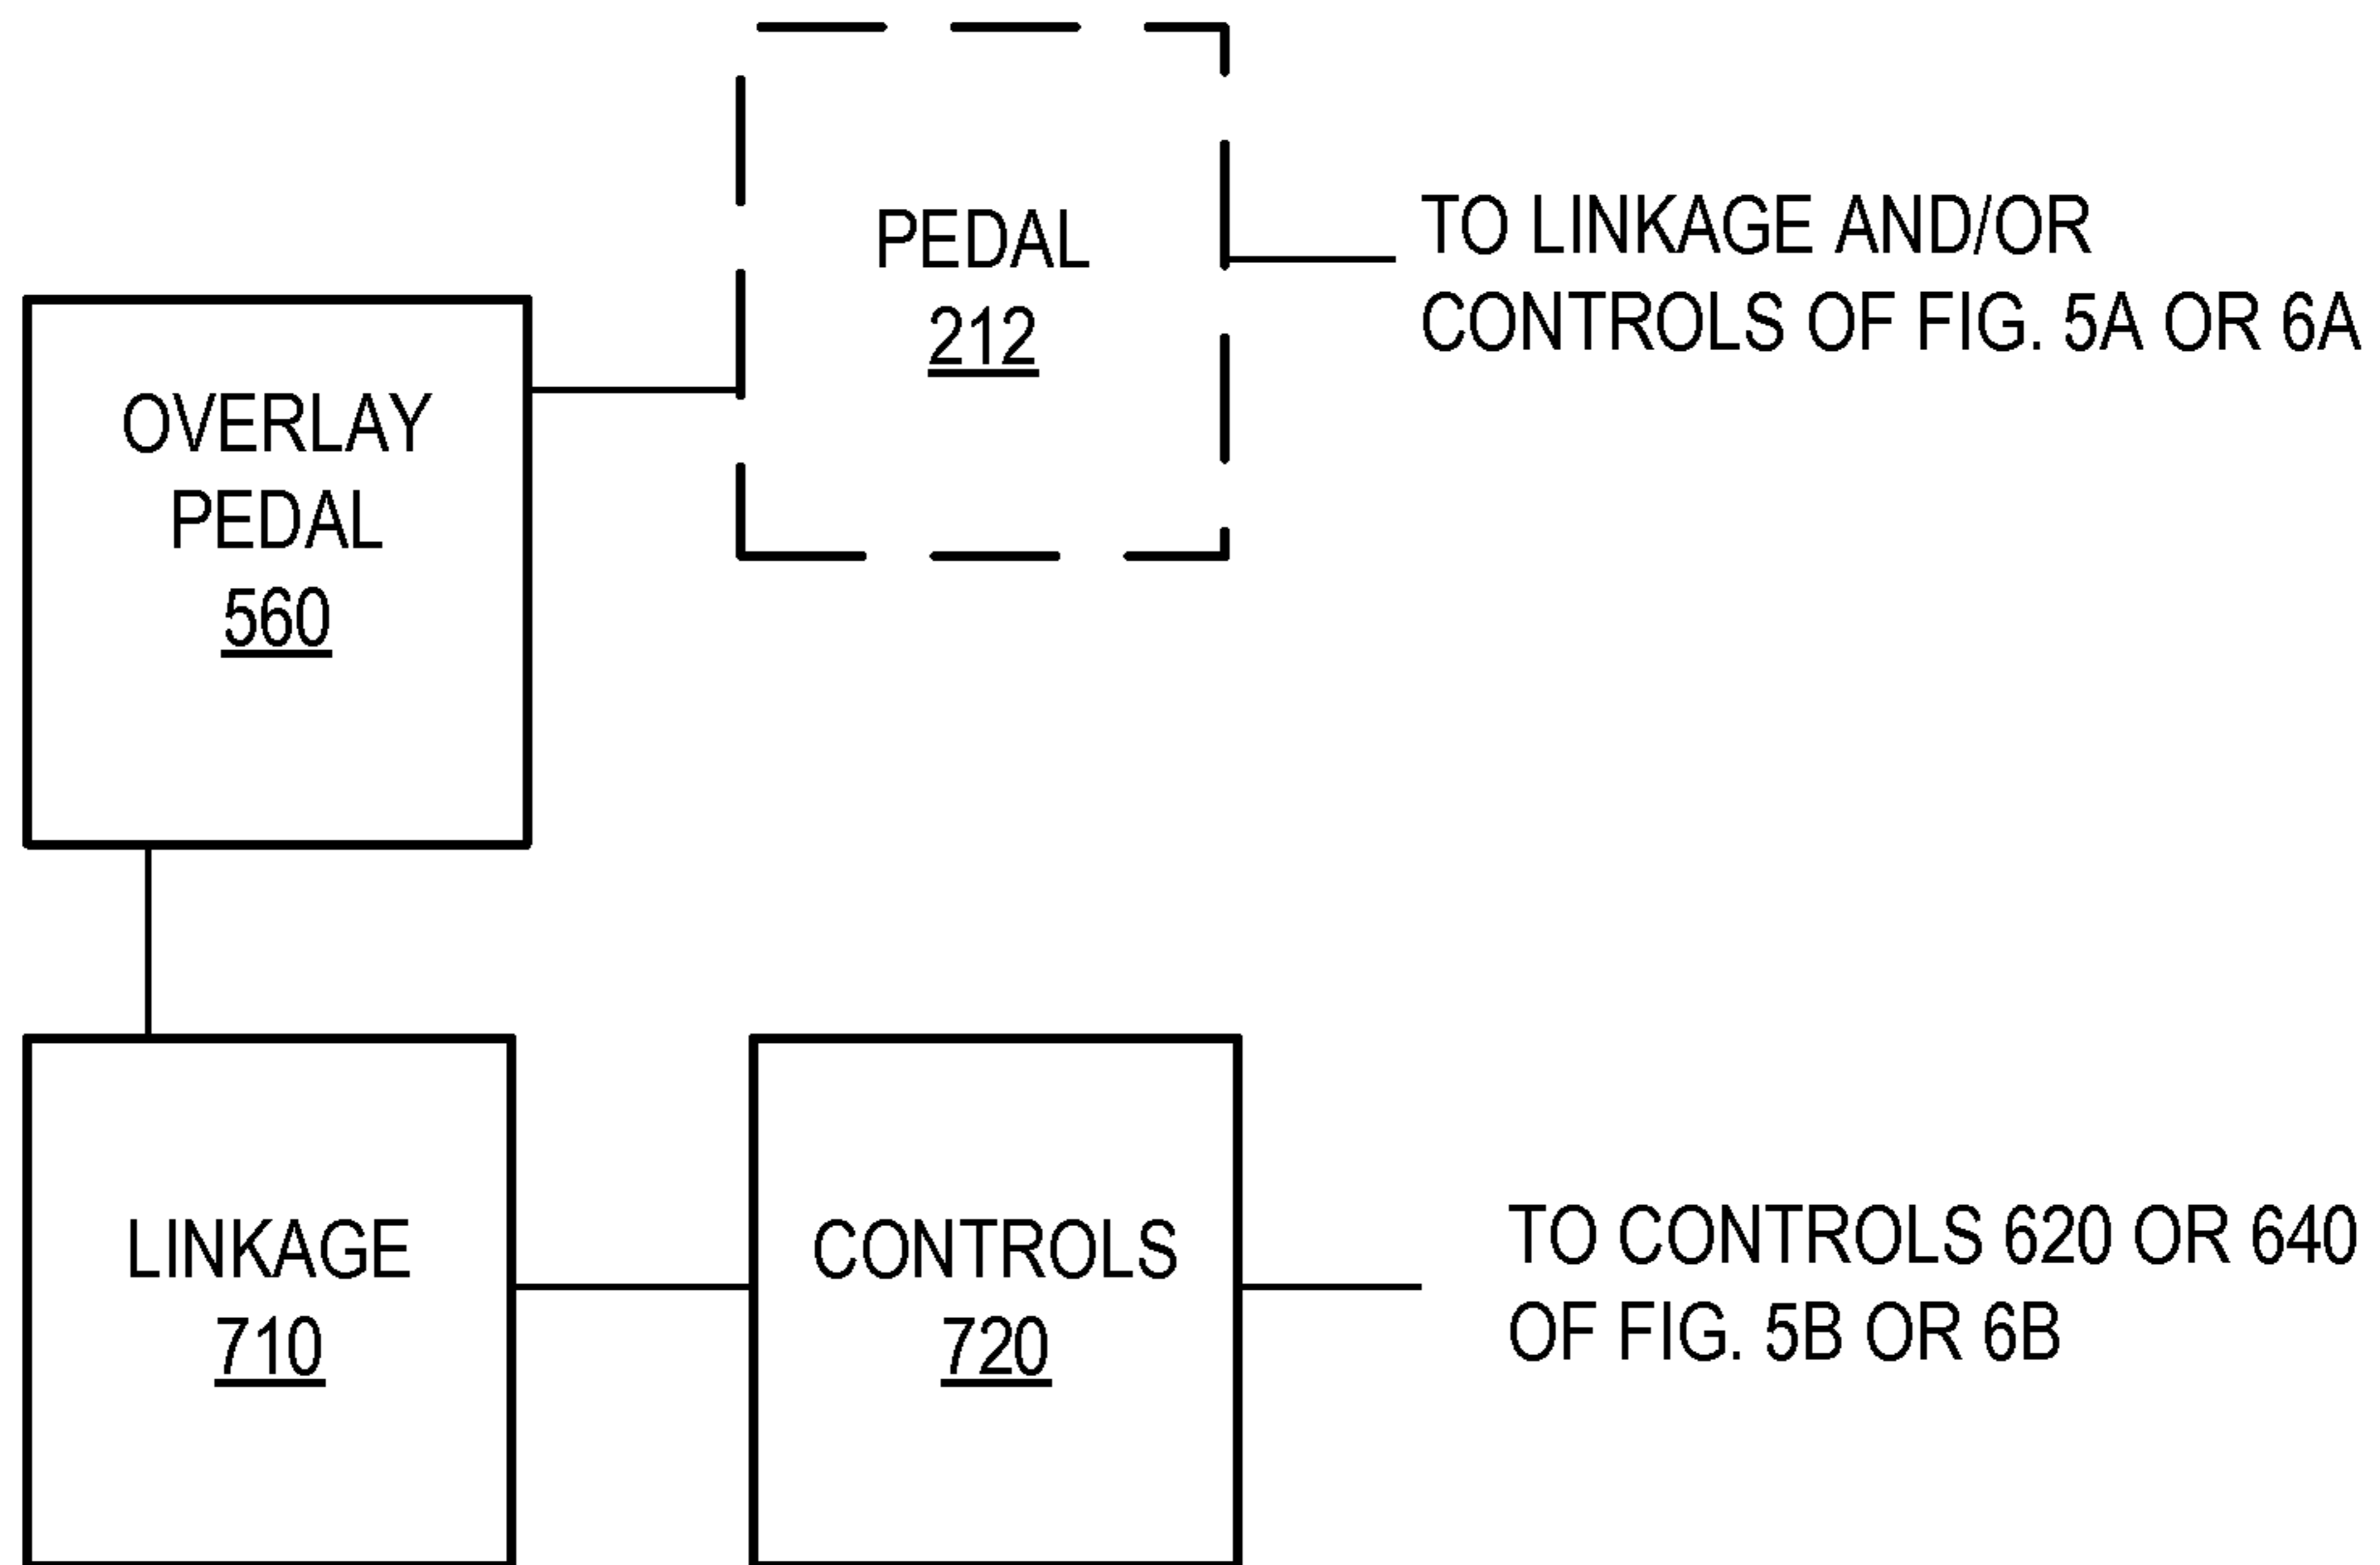 PEDAL
212
TO LINKAGE AND/OR
CONTROLS OF FIG. 5A OR 6A
OVERLAY
PEDAL
560
LINKAGE
710
CONTROLS
720
TO CONTROLS 620 OR 640
OF FIG. 5B OR 6B